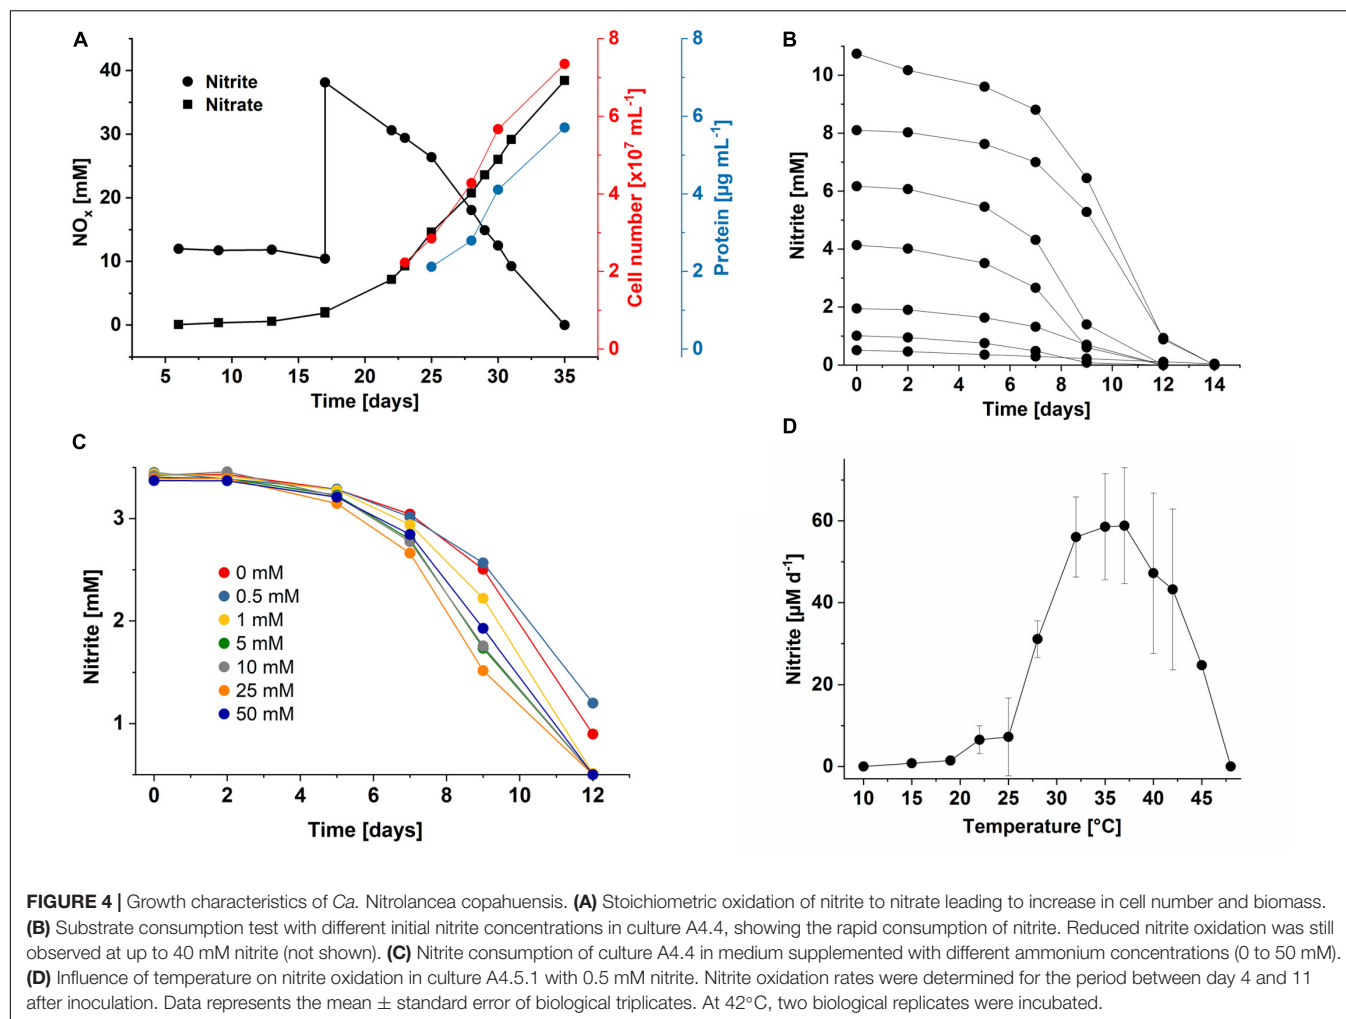 A
NOx [mM]
40
30
20
10
0
Nitrite
Nitrate
5 10 15 20 25 30 35
Time [days]
8
6
4
2
0
Cell number [x10⁷ mL⁻¹]
8
6
4
2
0
Protein [µg mL⁻¹]
B
Nitrite [mM]
10
8
6
4
2
0
0 2 4 6 8 10 12 14
Time [days]
C
Nitrite [mM]
3
2
1
0 mM
0.5 mM
1 mM
5 mM
10 mM
25 mM
50 mM
0 2 4 6 8 10 12
Time [days]
D
Nitrite [µM d⁻¹]
60
40
20
0
10 15 20 25 30 35 40 45
Temperature [°C]
FIGURE 4 | Growth characteristics of Ca. Nitrolancea copahuensis. (A) Stoichiometric oxidation of nitrite to nitrate leading to increase in cell number and biomass.
(B) Substrate consumption test with different initial nitrite concentrations in culture A4.4, showing the rapid consumption of nitrite. Reduced nitrite oxidation was still
observed at up to 40 mM nitrite (not shown). (C) Nitrite consumption of culture A4.4 in medium supplemented with different ammonium concentrations (0 to 50 mM).
(D) Influence of temperature on nitrite oxidation in culture A4.5.1 with 0.5 mM nitrite. Nitrite oxidation rates were determined for the period between day 4 and 11
after inoculation. Data represents the mean ± standard error of biological triplicates. At 42°C, two biological replicates were incubated.